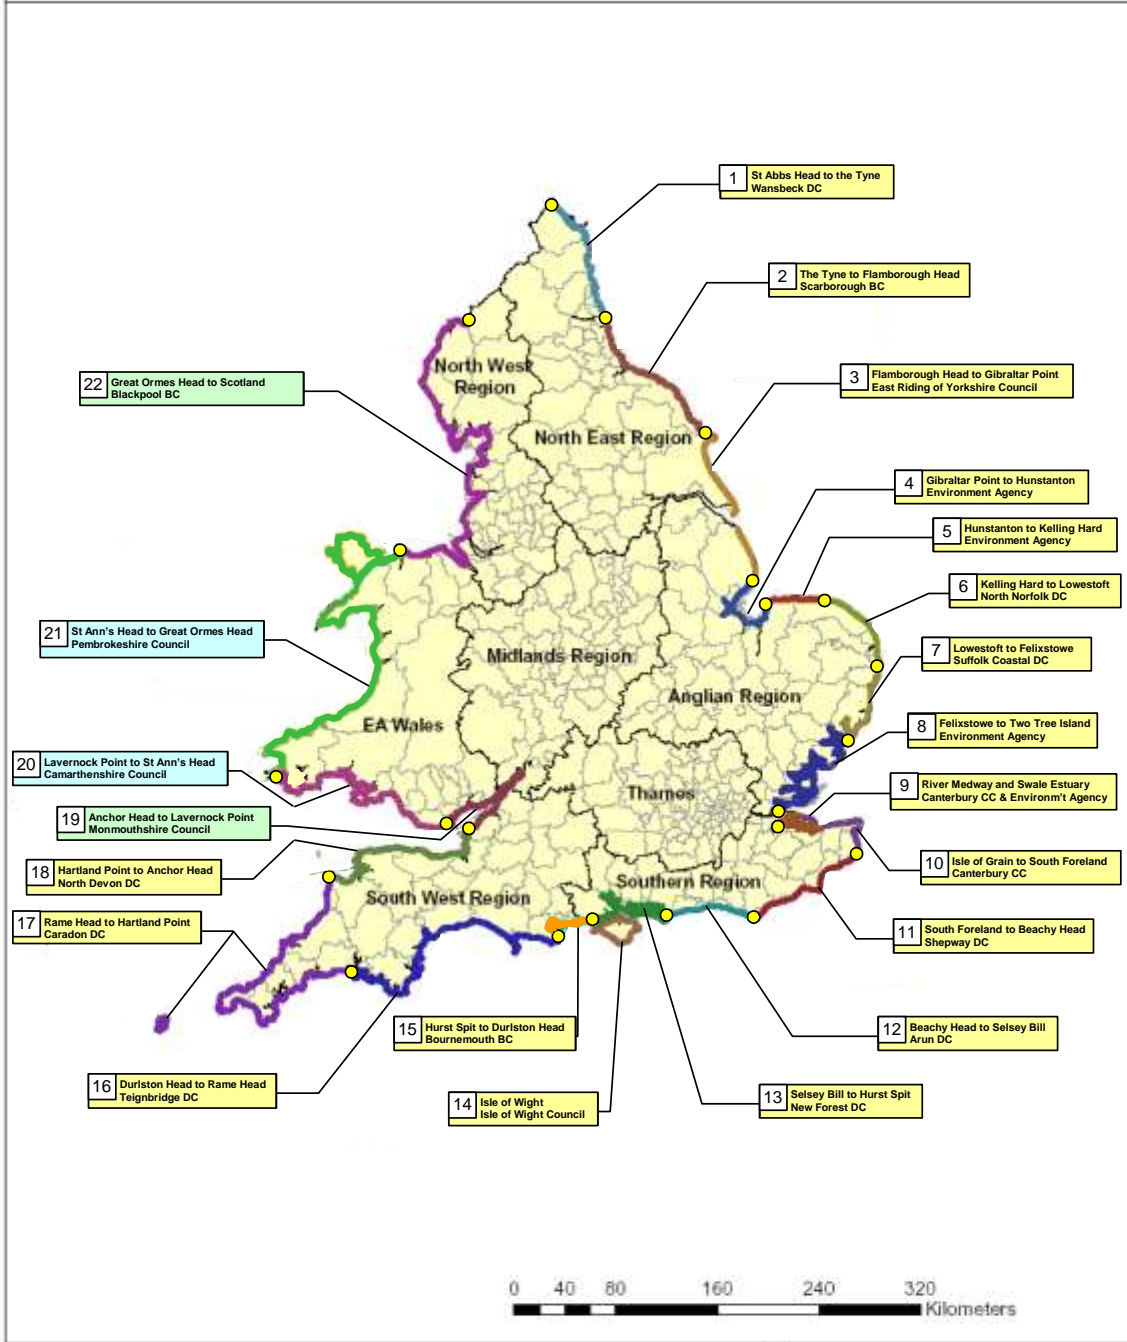 1
St Abbs Head to the Tyne
Wansbeck DC
2
The Tyne to Flamborough Head
Scarborough BC
3
Flamborough Head to Gibraltar Point
East Riding of Yorkshire Council
22
Great Ormes Head to Scotland
Blackpool BC
North West
Region
North East Region
4
Gibraltar Point to Hunstanton
Environment Agency
5
Hunstanton to Kelling Hard
Environment Agency
6
Kelling Hard to Lowestoft
North Norfolk DC
21
St Ann's Head to Great Ormes Head
Pembrokeshire Council
7
Lowestoft to Felixstowe
Suffolk Coastal DC
Midlands Region
Anglian Region
EA Wales
8
Felixstowe to Two Tree Island
Environment Agency
20
Lavernock Point to St Ann's Head
Camarthenshire Council
9
River Medway and Swale Estuary
Canterbury CC & Environm't Agency
Thames
19
Anchor Head to Lavernock Point
Monmouthshire Council
10
Isle of Grain to South Foreland
Canterbury CC
18
Hartland Point to Anchor Head
North Devon DC
South West Region
Southern Region
17
Rame Head to Hartland Point
Caradon DC
11
South Foreland to Beachy Head
Shepway DC
15
Hurst Spit to Durlston Head
Bournemouth BC
12
Beachy Head to Selsey Bill
Arun DC
16
Durlston Head to Rame Head
Teignbridge DC
14
Isle of Wight
Isle of Wight Council
13
Selsey Bill to Hurst Spit
New Forest DC
0 40 80 160 240 320
Kilometers